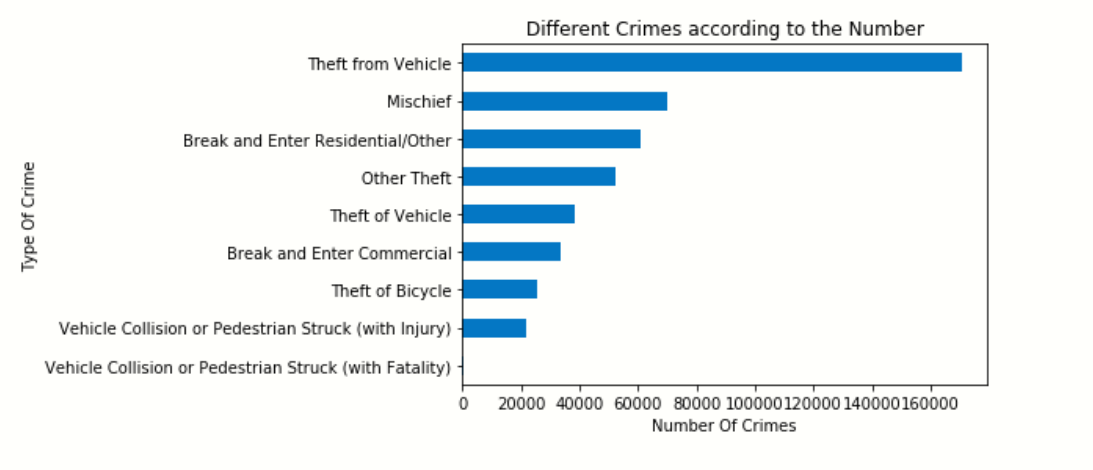 Different Crimes according to the Number
Type Of Crime
Theft from Vehicle
Mischief
Break and Enter Residential/Other
Other Theft
Theft of Vehicle
Break and Enter Commercial
Theft of Bicycle
Vehicle Collision or Pedestrian Struck (with Injury)
Vehicle Collision or Pedestrian Struck (with Fatality)
0 20000 40000 60000 80000 100000 120000 140000 160000
Number Of Crimes